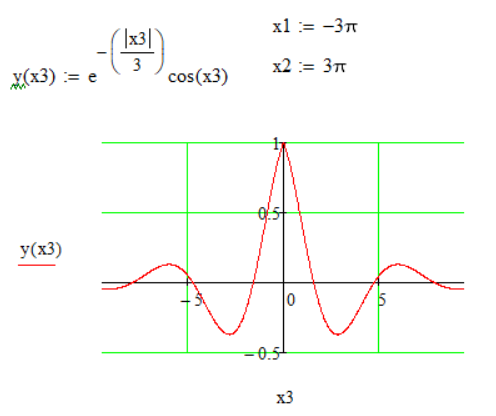 y(x3) := e^-(|x3|/3) cos(x3)
x1 := −3π
x2 := 3π
1
0.5
y(x3)
−5 0 5
−0.5
x3